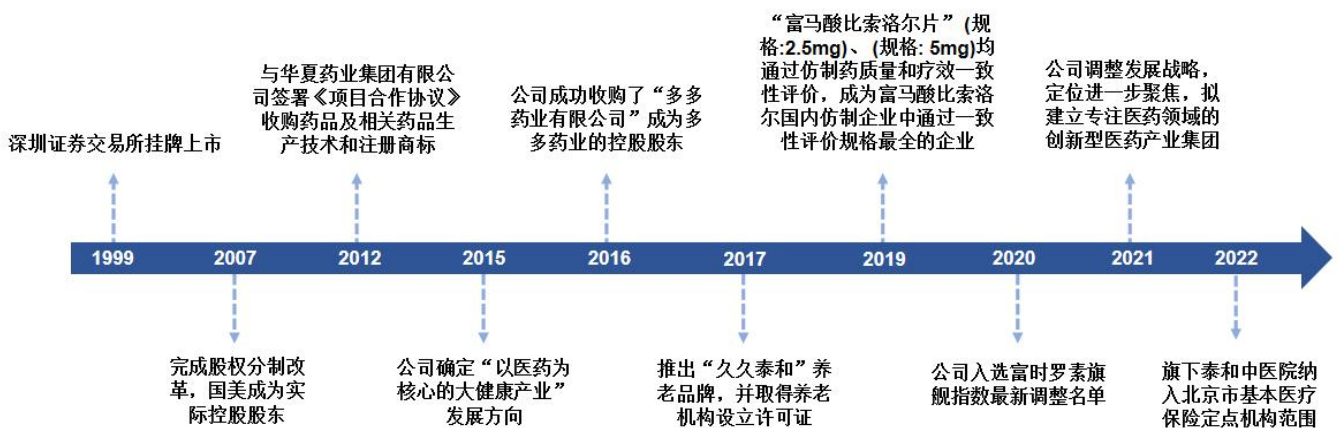 深圳证券交易所挂牌上市
与华夏药业集团有限公
司签署《项目合作协议》
收购药品及相关药品生
产技术和注册商标
公司成功收购了“多多
药业有限公司”成为多
多药业的控股股东
“富马酸比索洛尔片” (规
格:2.5mg)、 (规格: 5mg)均
通过仿制药质量和疗效一致
性评价，成为富马酸比索洛
尔国内仿制企业中通过一致
性评价规格最全的企业
公司调整发展战略，
定位进一步聚焦，拟
建立专注医药领域的
创新型医药产业集团
1999 2007 2012 2015 2016 2017 2019 2020 2021 2022
完成股权分制改
革，国美成为实
际控股股东
公司确定“以医药为
核心的大健康产业”
发展方向
推出“久久泰和”养
老品牌，并取得养老
机构设立许可证
公司入选富时罗素旗
舰指数最新调整名单
旗下泰和中医院纳
入北京市基本医疗
保险定点机构范围